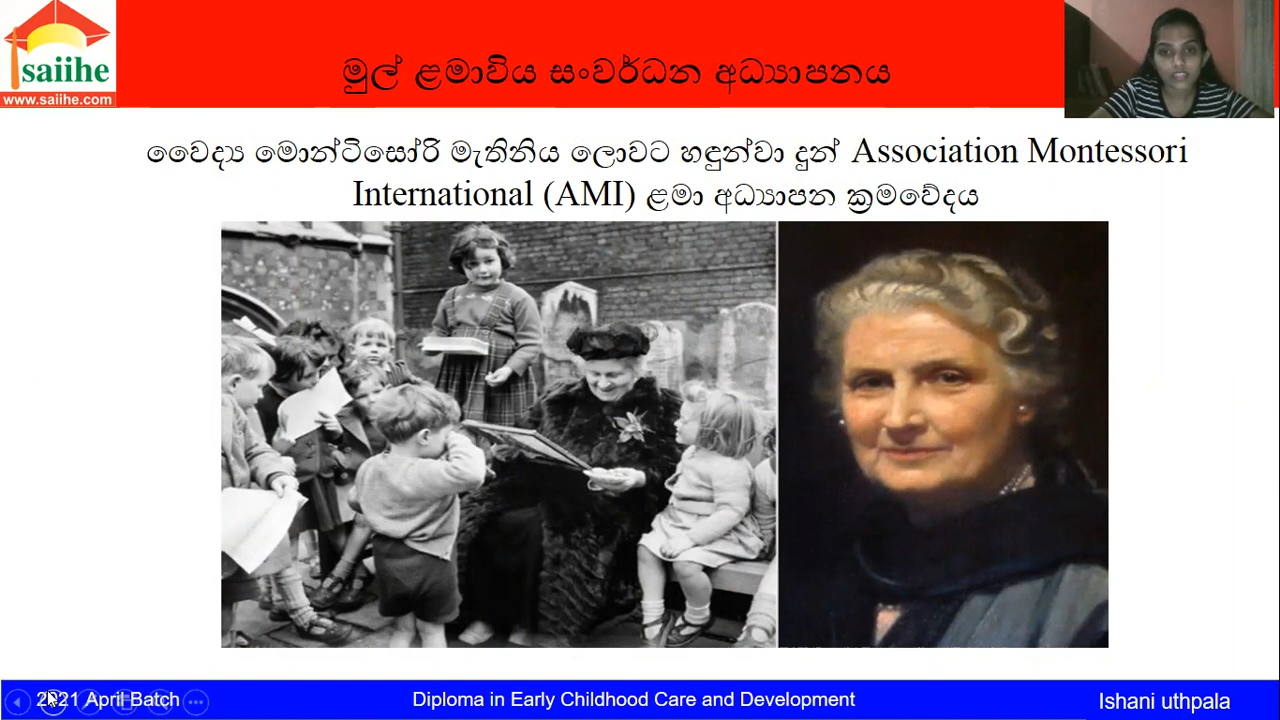 saiihe
www.saiihe.com
මුල් ළමාවිය සංවර්ධන අධ්‍යාපනය
වෛද්‍ය මොන්ටිසෝරි මැතිනිය ලොවට හඳුන්වා දුන් Association Montessori
International (AMI) ළමා අධ්‍යාපන ක්‍රමවේදය
2021 April Batch
Diploma in Early Childhood Care and Development
Ishani uthpala